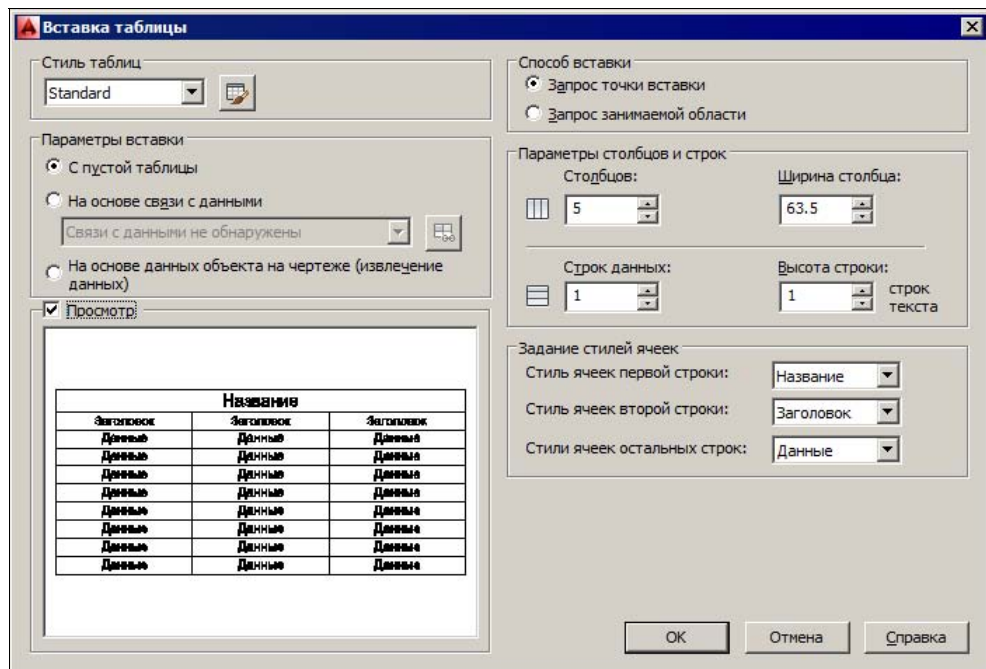 Вставка таблицы
Стиль таблиц
Standard
Параметры вставки
С пустой таблицы
На основе связи с данными
Связи с данными не обнаружены
На основе данных объекта на чертеже (извлечение
данных)
Просмотр
Название
Заголовок Заголовок Заголовок
Данные Данные Данные
Данные Данные Данные
Данные Данные Данные
Данные Данные Данные
Данные Данные Данные
Данные Данные Данные
Данные Данные Данные
Данные Данные Данные
Способ вставки
Запрос точки вставки
Запрос занимаемой области
Параметры столбцов и строк
Столбцов: Ширина столбца:
5 63.5
Строк данных: Высота строки:
1 1 строк
текста
Задание стилей ячеек
Стиль ячеек первой строки: Название
Стиль ячеек второй строки: Заголовок
Стили ячеек остальных строк: Данные
OK Отмена Справка